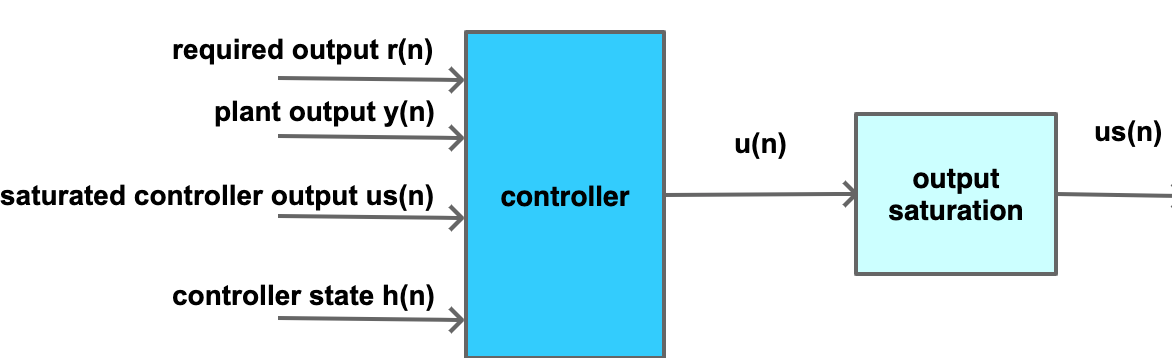 required output r(n)
plant output y(n)
saturated controller output us(n)
controller state h(n)
controller
u(n)
output
saturation
us(n)